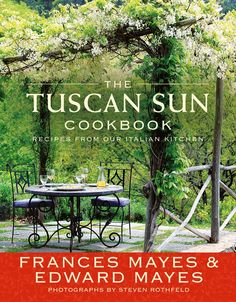 THE
TUSCAN SUN
COOKBOOK
RECIPES FROM OUR ITALIAN KITCHEN
FRANCES MAYES &
EDWARD MAYES
PHOTOGRAPHS BY STEVEN ROTHFELD